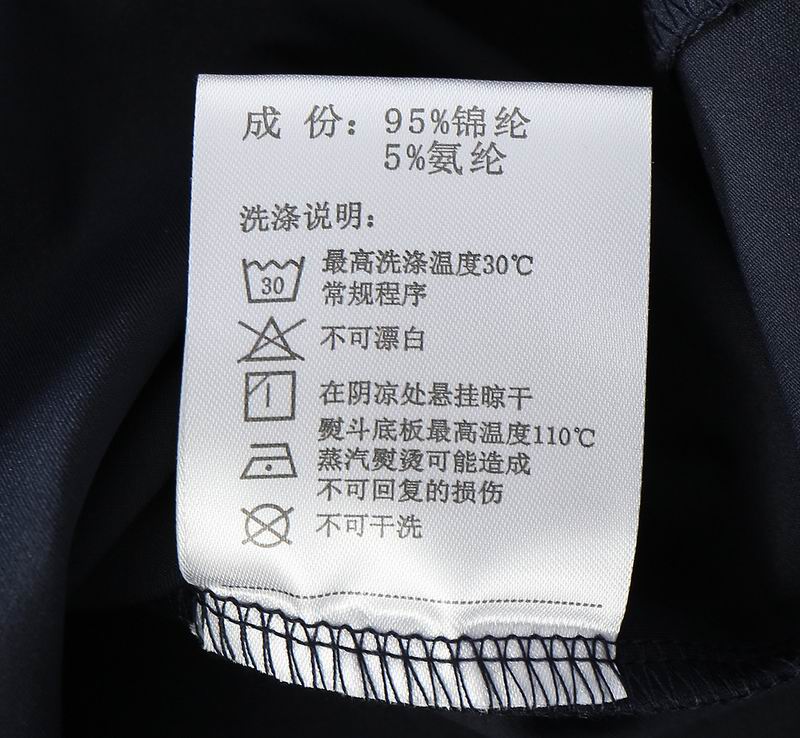 成 份：95%锦纶
5%氨纶
洗涤说明：
30
最高洗涤温度30℃
常规程序
不可漂白
在阴凉处悬挂晾干
熨斗底板最高温度110℃
蒸汽熨烫可能造成
不可回复的损伤
不可干洗